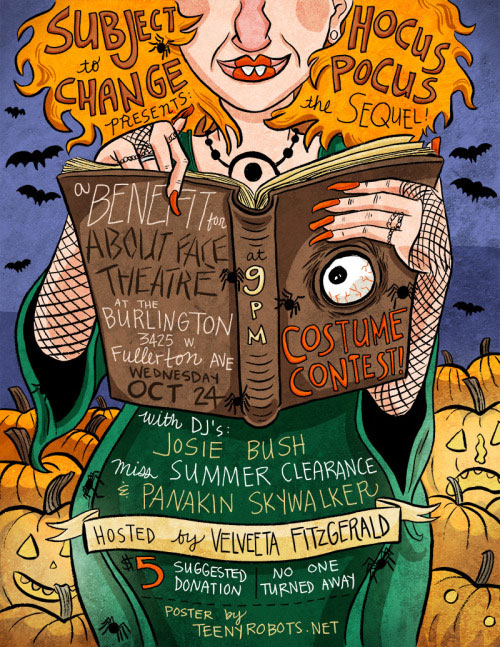 SUBJECT
to
CHANGE
PRESENTS:
HOCUS
POCUS
the SEQUEL!
a
BENEFIT for
ABOUT FACE
THEATRE
AT THE
BURLINGTON
3425 W
Fullerton AVE
WEDNESDAY
OCT 24
at
9
PM
COSTUME
CONTEST!
with DJ's:
JOSIE BUSH
miss SUMMER CLEARANCE
& PANAKIN SKYWALKER
HOSTED by VELVEETA FITZGERALD
$5 SUGGESTED DONATION | NO ONE TURNED AWAY
POSTER by
TEENYROBOTS.NET